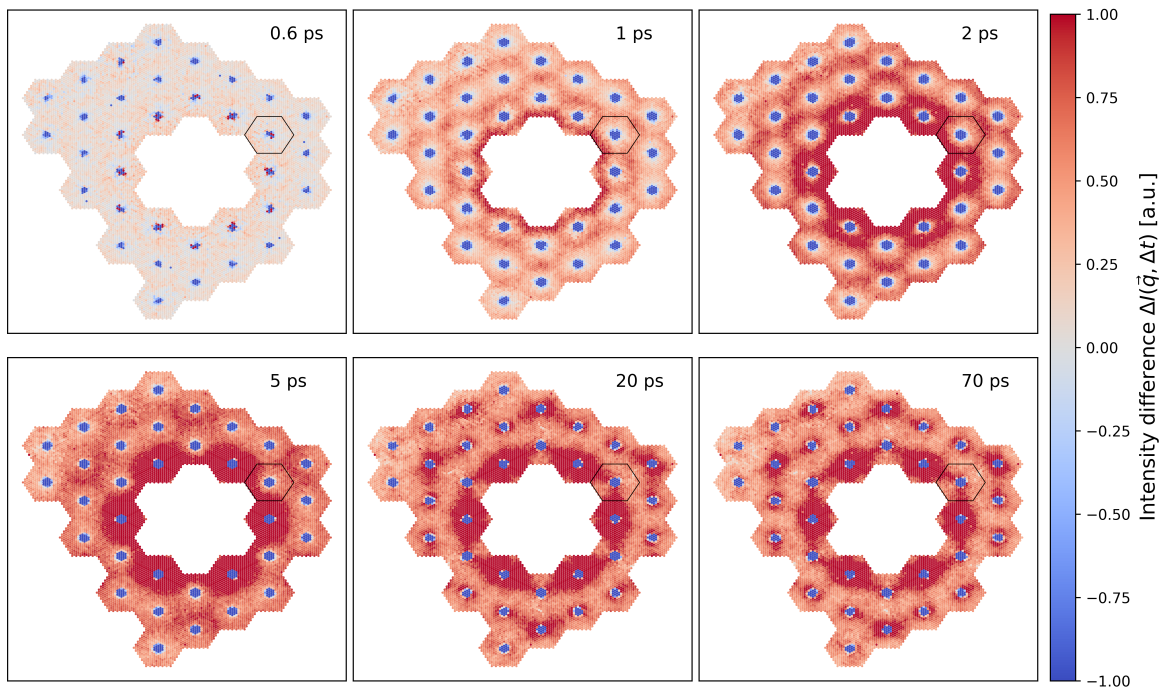 0.6 ps
1 ps
2 ps
5 ps
20 ps
70 ps
1.00
0.75
0.50
0.25
0.00
−0.25
−0.50
−0.75
−1.00
Intensity difference ΔI(q⃗, Δt) [a.u.]